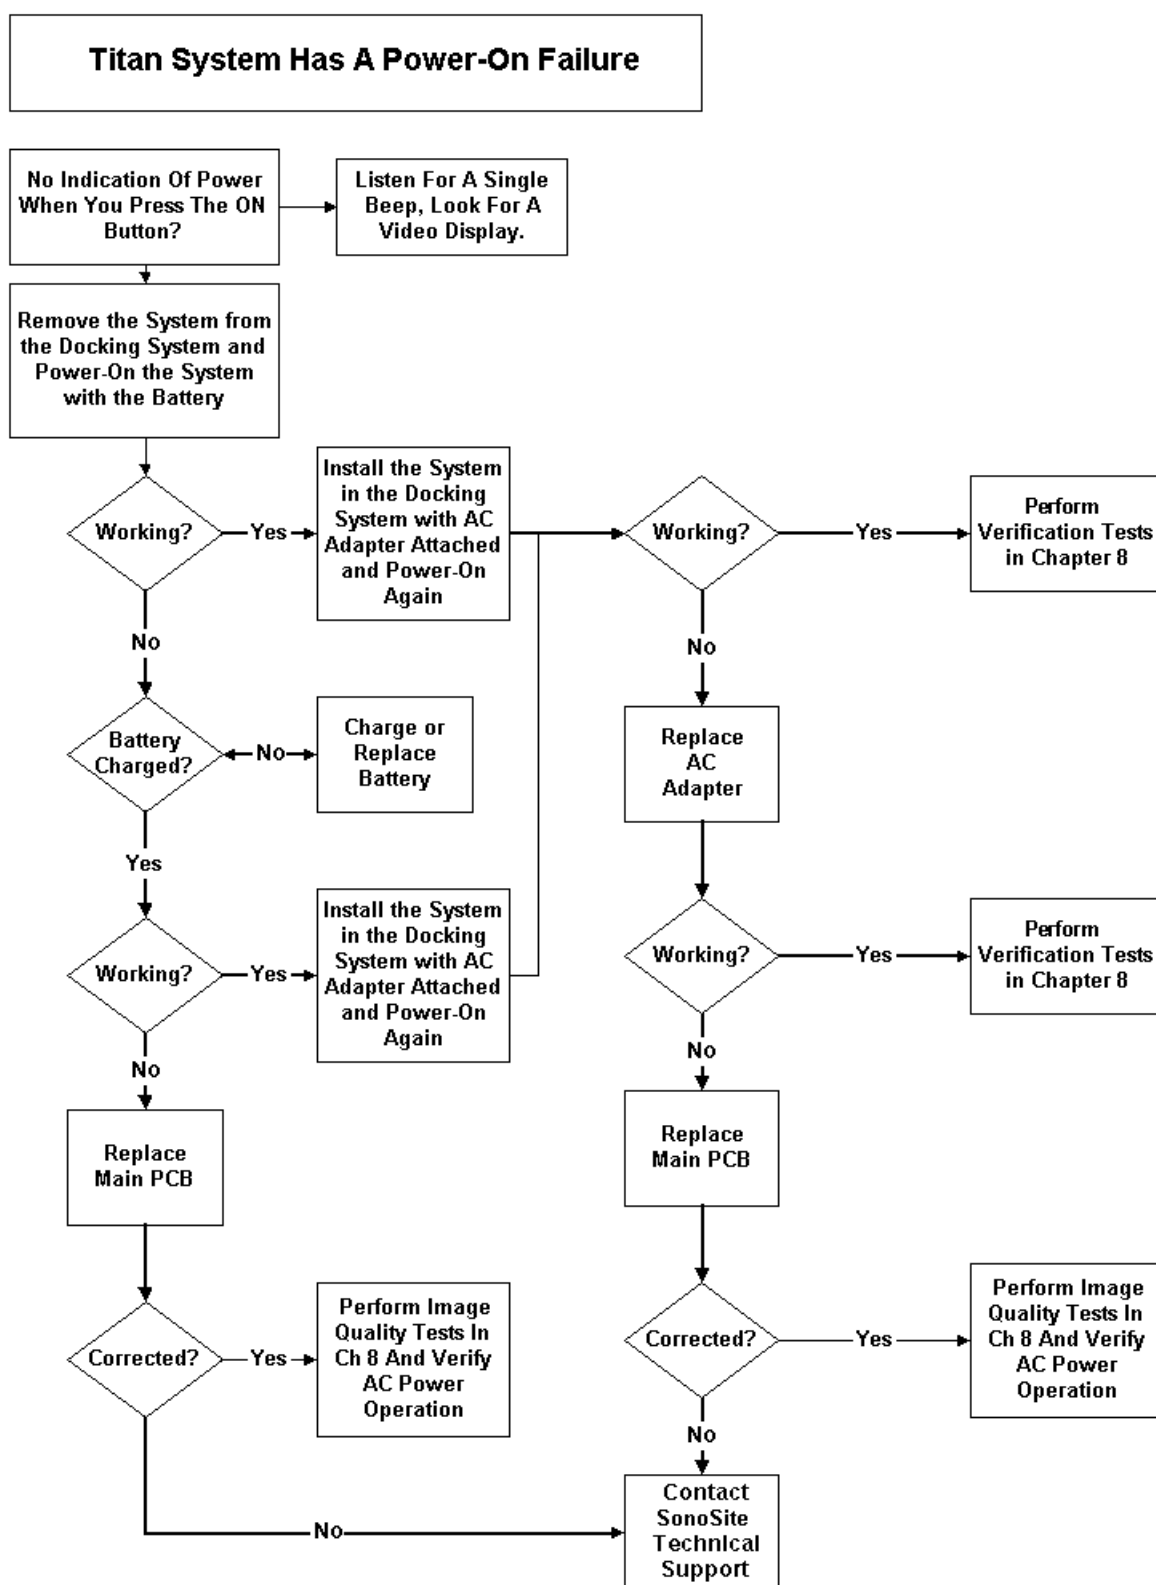 Titan System Has A Power-On Failure
No Indication Of Power
When You Press The ON
Button?
Listen For A Single
Beep, Look For A
Video Display.
Remove the System from
the Docking System and
Power-On the System
with the Battery
Working?
Yes
Install the System
in the Docking
System with AC
Adapter Attached
and Power-On
Again
Working?
Yes
Perform
Verification Tests
in Chapter 8
No
No
Battery
Charged?
No
Charge or
Replace
Battery
Replace
AC
Adapter
Yes
Working?
Yes
Install the System
in the Docking
System with AC
Adapter Attached
and Power-On
Again
Working?
Yes
Perform
Verification Tests
in Chapter 8
No
No
Replace
Main PCB
Replace
Main PCB
Corrected?
Yes
Perform Image
Quality Tests In
Ch 8 And Verify
AC Power
Operation
Corrected?
Yes
Perform Image
Quality Tests In
Ch 8 And Verify
AC Power
Operation
No
No
Contact
SonoSite
Technical
Support